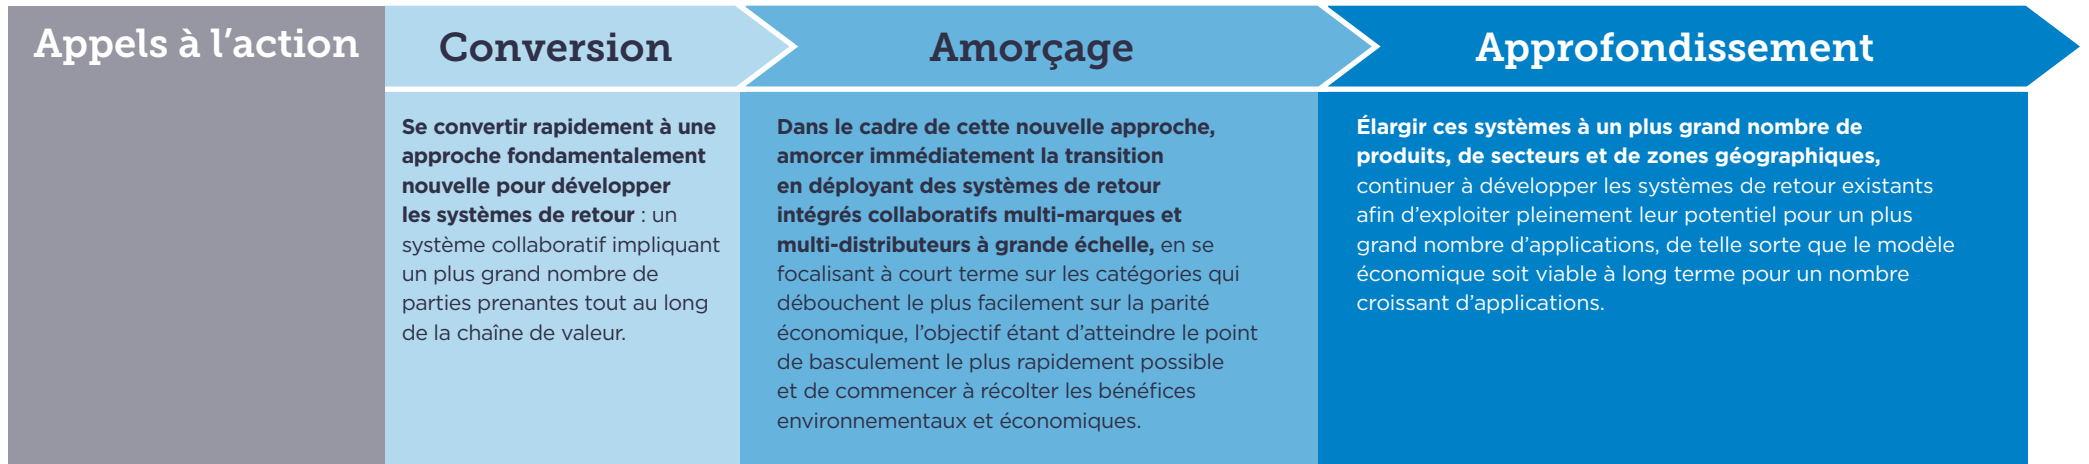 Appels à l’action
Conversion
Amorçage
Approfondissement
Se convertir rapidement à une
approche fondamentalement
nouvelle pour développer
les systèmes de retour : un
système collaboratif impliquant
un plus grand nombre de
parties prenantes tout au long
de la chaîne de valeur.
Dans le cadre de cette nouvelle approche,
amorcer immédiatement la transition
en déployant des systèmes de retour
intégrés collaboratifs multi-marques et
multi-distributeurs à grande échelle, en se
focalisant à court terme sur les catégories qui
débouchent le plus facilement sur la parité
économique, l’objectif étant d’atteindre le point
de basculement le plus rapidement possible
et de commencer à récolter les bénéfices
environnementaux et économiques.
Élargir ces systèmes à un plus grand nombre de
produits, de secteurs et de zones géographiques,
continuer à développer les systèmes de retour existants
afin d’exploiter pleinement leur potentiel pour un plus
grand nombre d’applications, de telle sorte que le modèle
économique soit viable à long terme pour un nombre
croissant d’applications.